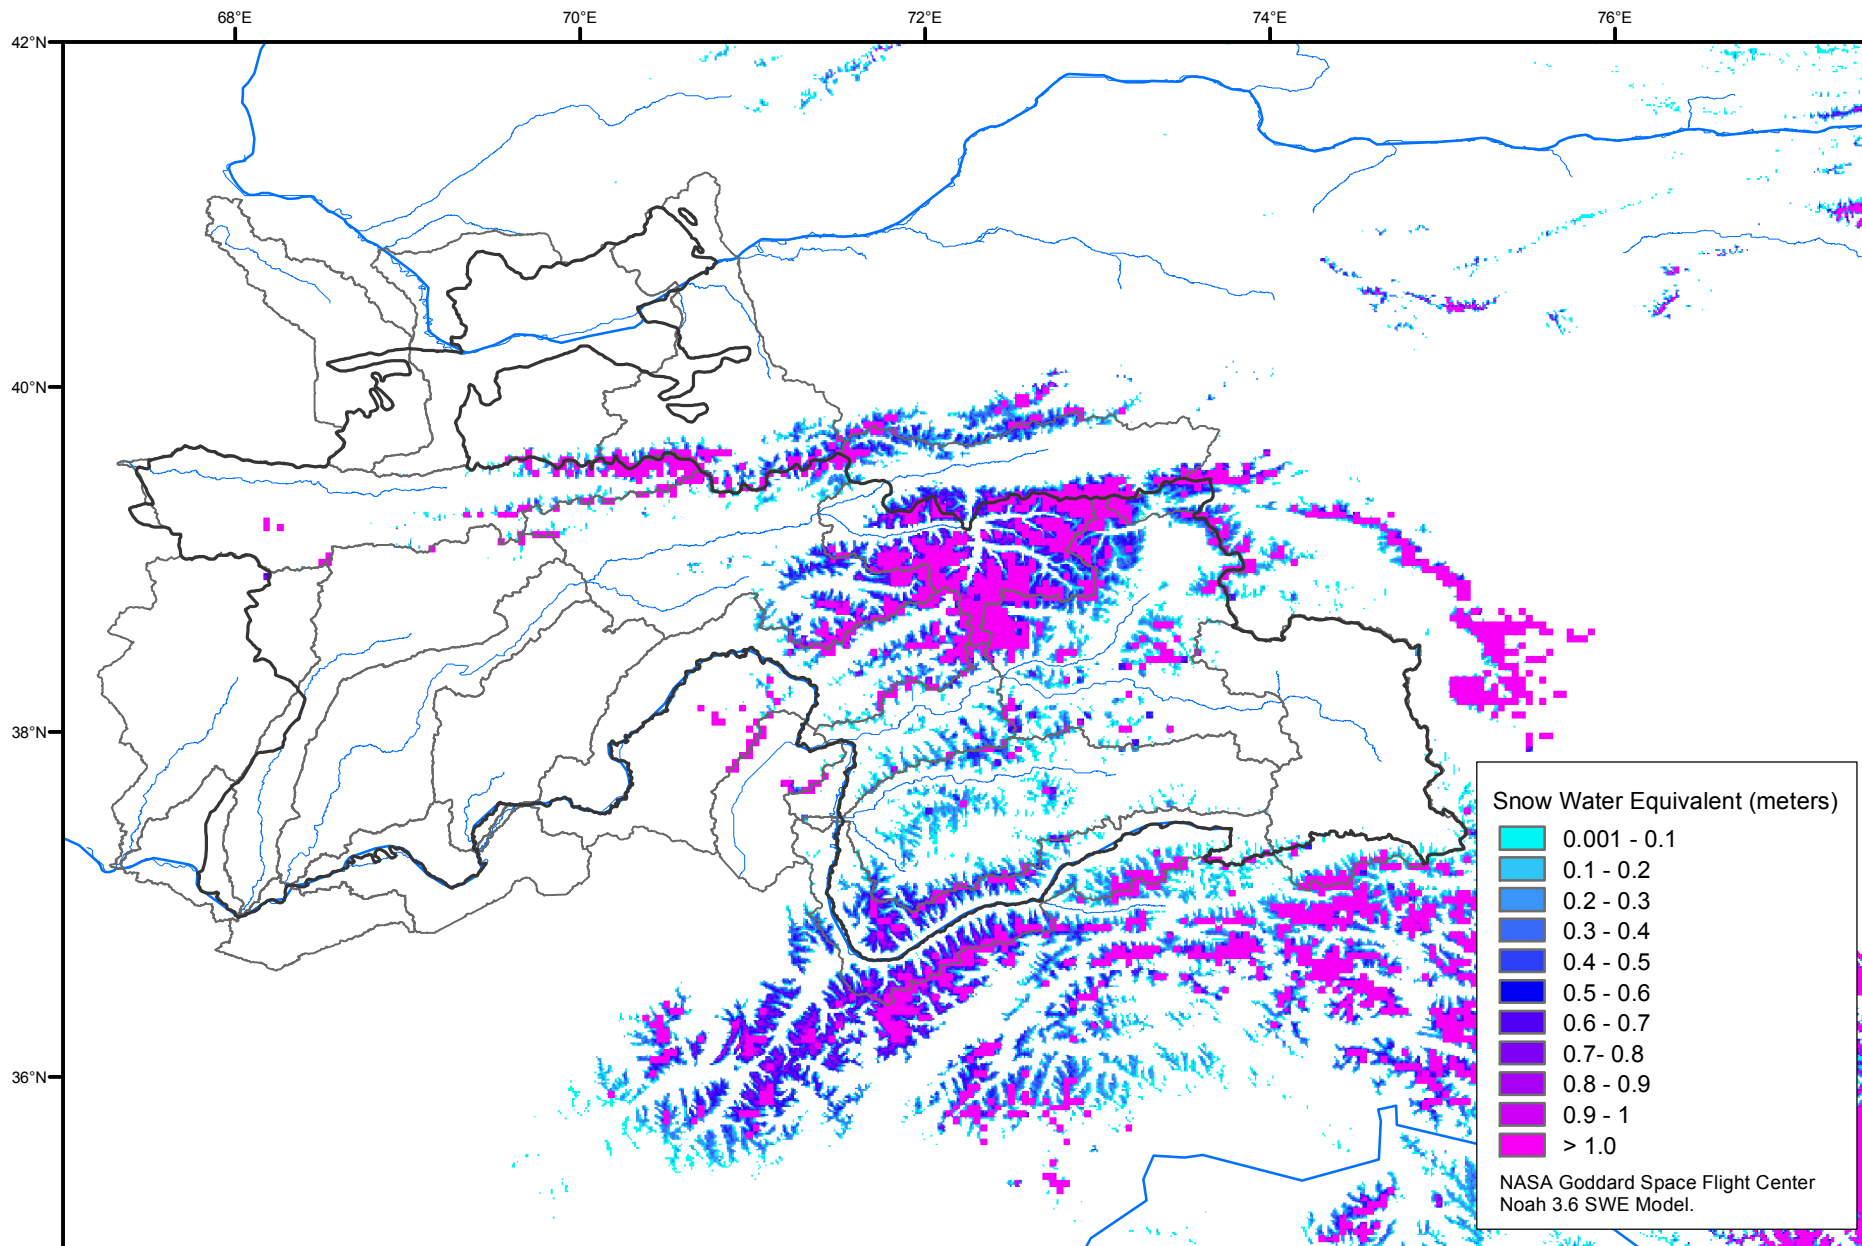 68°E 70°E 72°E 74°E 76°E
42°N
40°N
38°N
36°N
Snow Water Equivalent (meters)
0.001 - 0.1
0.1 - 0.2
0.2 - 0.3
0.3 - 0.4
0.4 - 0.5
0.5 - 0.6
0.6 - 0.7
0.7- 0.8
0.8 - 0.9
0.9 - 1
> 1.0
NASA Goddard Space Flight Center
Noah 3.6 SWE Model.